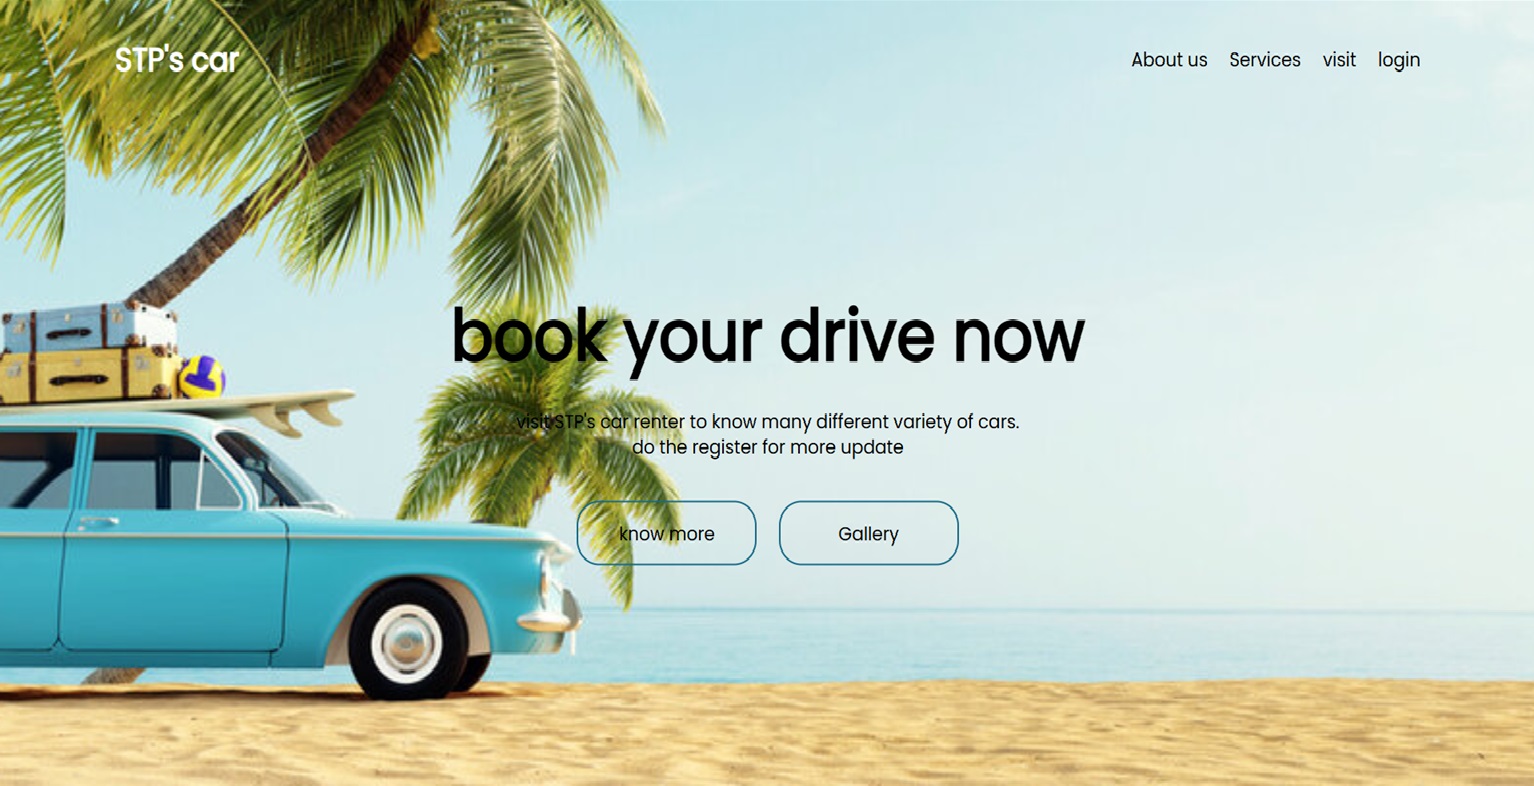 STP's car
About us Services visit login
book your drive now
visit STP's car renter to know many different variety of cars.
do the register for more update
know more Gallery